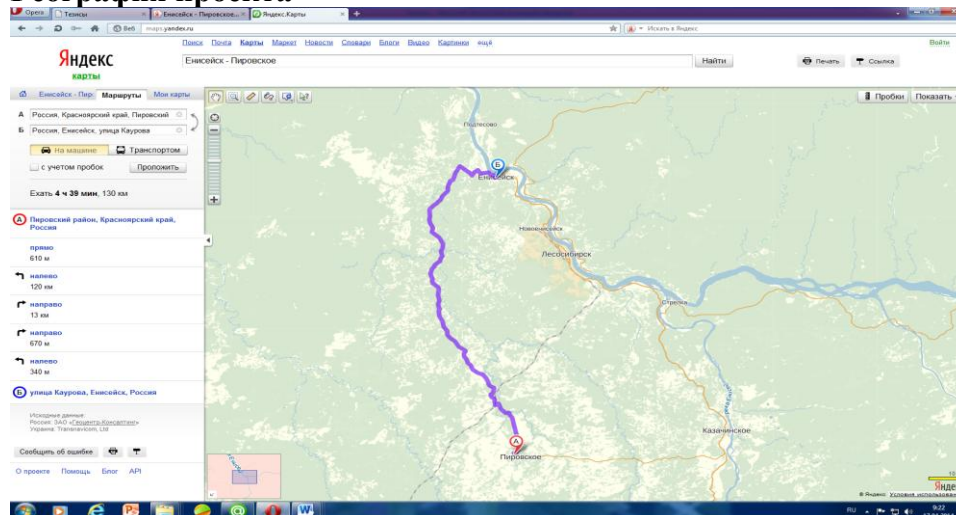 География проекта
Opera
Тезисы
Енисейск - Пировское...
Яндекс.Карты
Веб
maps.yandex.ru
Искать в Яндекс
Поиск Почта Карты Маркет Новости Словари Блоги Видео Картинки ещё
Войти
Яндекс
карты
Енисейск - Пировское
Найти
Печать
Ссылка
Енисейск - Пир
Маршруты
Мои карты
Пробки
Показать
А Россия, Красноярский край, Пировский
Б Россия, Енисейск, улица Каурова
На машине
Транспортом
с учетом пробок
Проложить
Ехать 4 ч 39 мин, 130 км
А Пировский район, Красноярский край,
Россия
прямо
610 м
налево
120 км
направо
13 км
направо
670 м
налево
340 м
Б улица Каурова, Енисейск, Россия
Исходные данные:
Россия: ЗАО «Геоцентр-Консалтинг»
Украина: Transnavicom, Ltd
Сообщить об ошибке
О проекте Помощь Блог API
Подтесово
Б
Енисейск
Новоенисейск
Лесосибирск
Стрелка
Казачинское
А
Пировское
© Яндекс Условия использован
RU
9:22